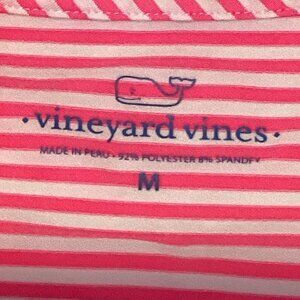 · vineyard vines ·
MADE IN PERU · 92% POLYESTER 8% SPANDEX
M